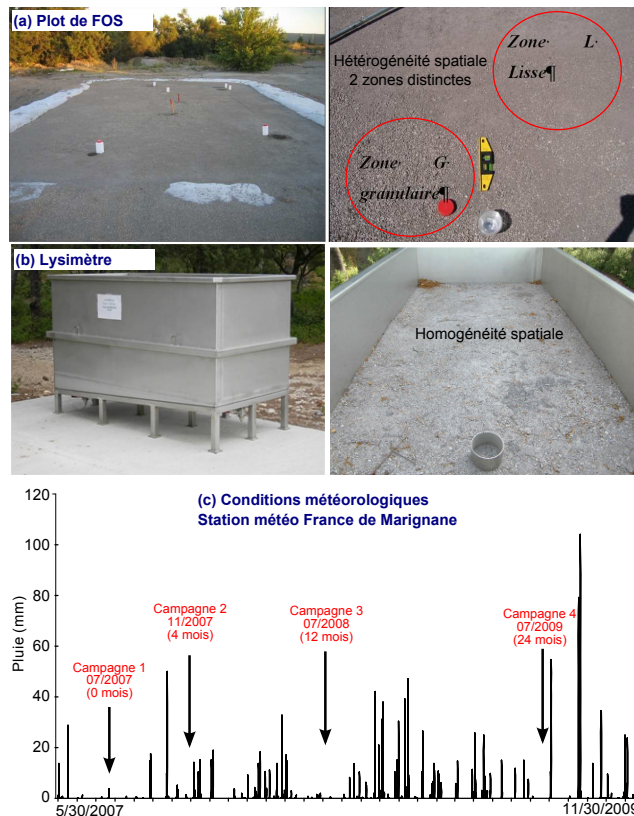 (a) Plot de FOS
Hétérogénéité spatiale
2 zones distinctes
Zone· L·
Lisse¶
Zone· G·
granulaire¶
(b) Lysimètre
Homogénéité spatiale
(c) Conditions météorologiques
Station météo France de Marignane
Pluie (mm)
120
100
80
60
40
20
0
Campagne 1
07/2007
(0 mois)
Campagne 2
11/2007
(4 mois)
Campagne 3
07/2008
(12 mois)
Campagne 4
07/2009
(24 mois)
5/30/2007
11/30/2009